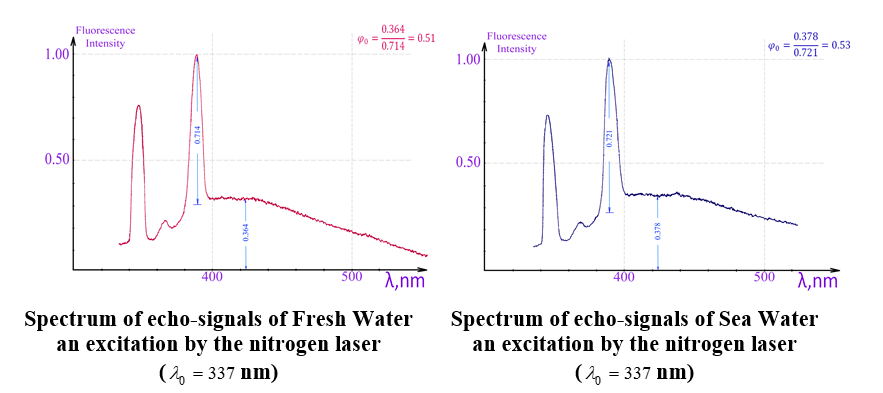 Fluorescence
Intensity
φ₀ = 0.364/0.714 = 0.51
1.00
0.50
0.714
0.364
400
500
λ,nm
Spectrum of echo-signals of Fresh Water
an excitation by the nitrogen laser
( λ₀ = 337 nm)
Fluorescence
Intensity
φ₀ = 0.378/0.721 = 0.53
1.00
0.50
0.721
0.378
400
500
λ,nm
Spectrum of echo-signals of Sea Water
an excitation by the nitrogen laser
( λ₀ = 337 nm)